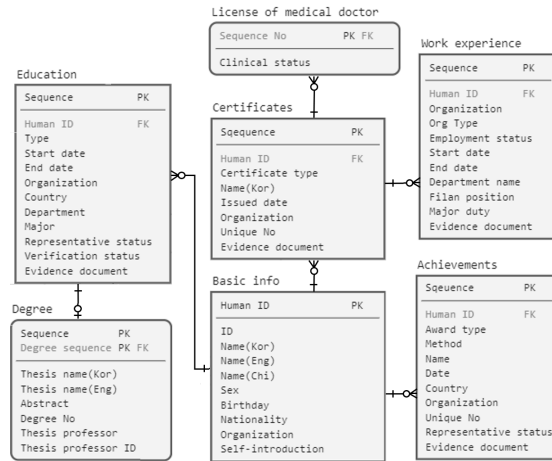 License of medical doctor
Sequence No PK FK
Clinical status
Education
Sequence PK
Human ID FK
Type
Start date
End date
Organization
Country
Department
Major
Representative status
Verification status
Evidence document
Certificates
Sqeuence PK
Human ID FK
Certificate type
Name(Kor)
Issued date
Organization
Unique No
Evidence document
Work experience
Sequence PK
Human ID FK
Organization
Org Type
Employment status
Start date
End date
Department name
Filan position
Major duty
Evidence document
Degree
Sequence PK
Degree sequence PK FK
Thesis name(Kor)
Thesis name(Eng)
Abstract
Degree No
Thesis professor
Thesis professor ID
Basic info
Human ID PK
ID
Name(Kor)
Name(Eng)
Name(Chi)
Sex
Birthday
Nationality
Organization
Self-introduction
Achievements
Sqeuence PK
Human ID FK
Award type
Method
Name
Date
Country
Organization
Unique No
Representative status
Evidence document